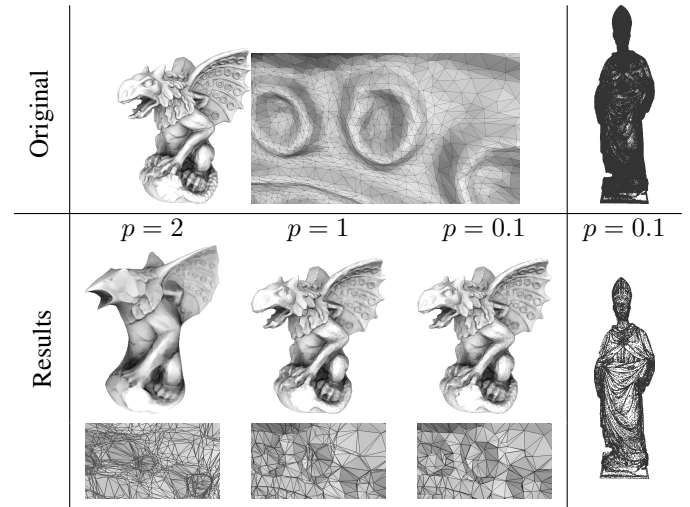 Original
p = 2
p = 1
p = 0.1
p = 0.1
Results